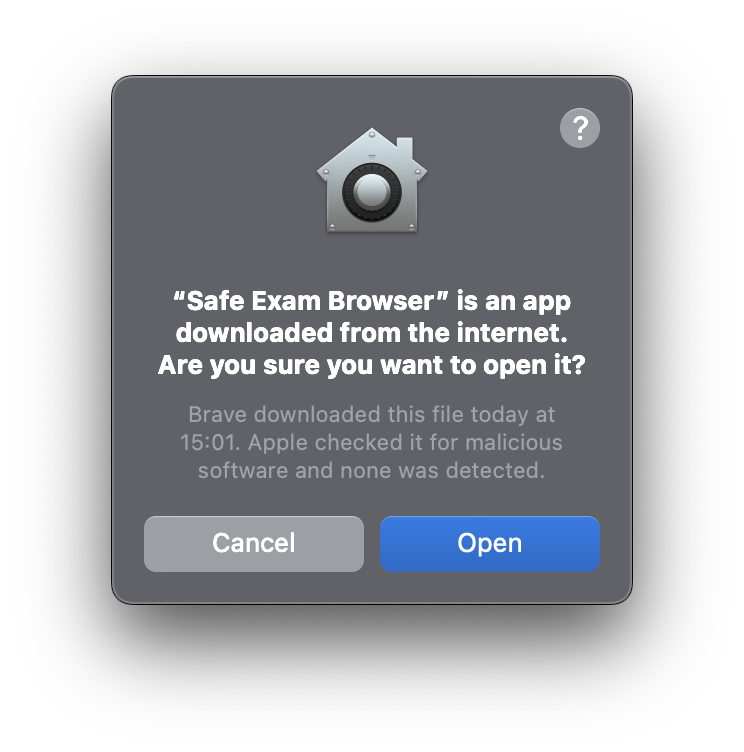 ?
“Safe Exam Browser” is an app
downloaded from the internet.
Are you sure you want to open it?
Brave downloaded this file today at
15:01. Apple checked it for malicious
software and none was detected.
Cancel
Open